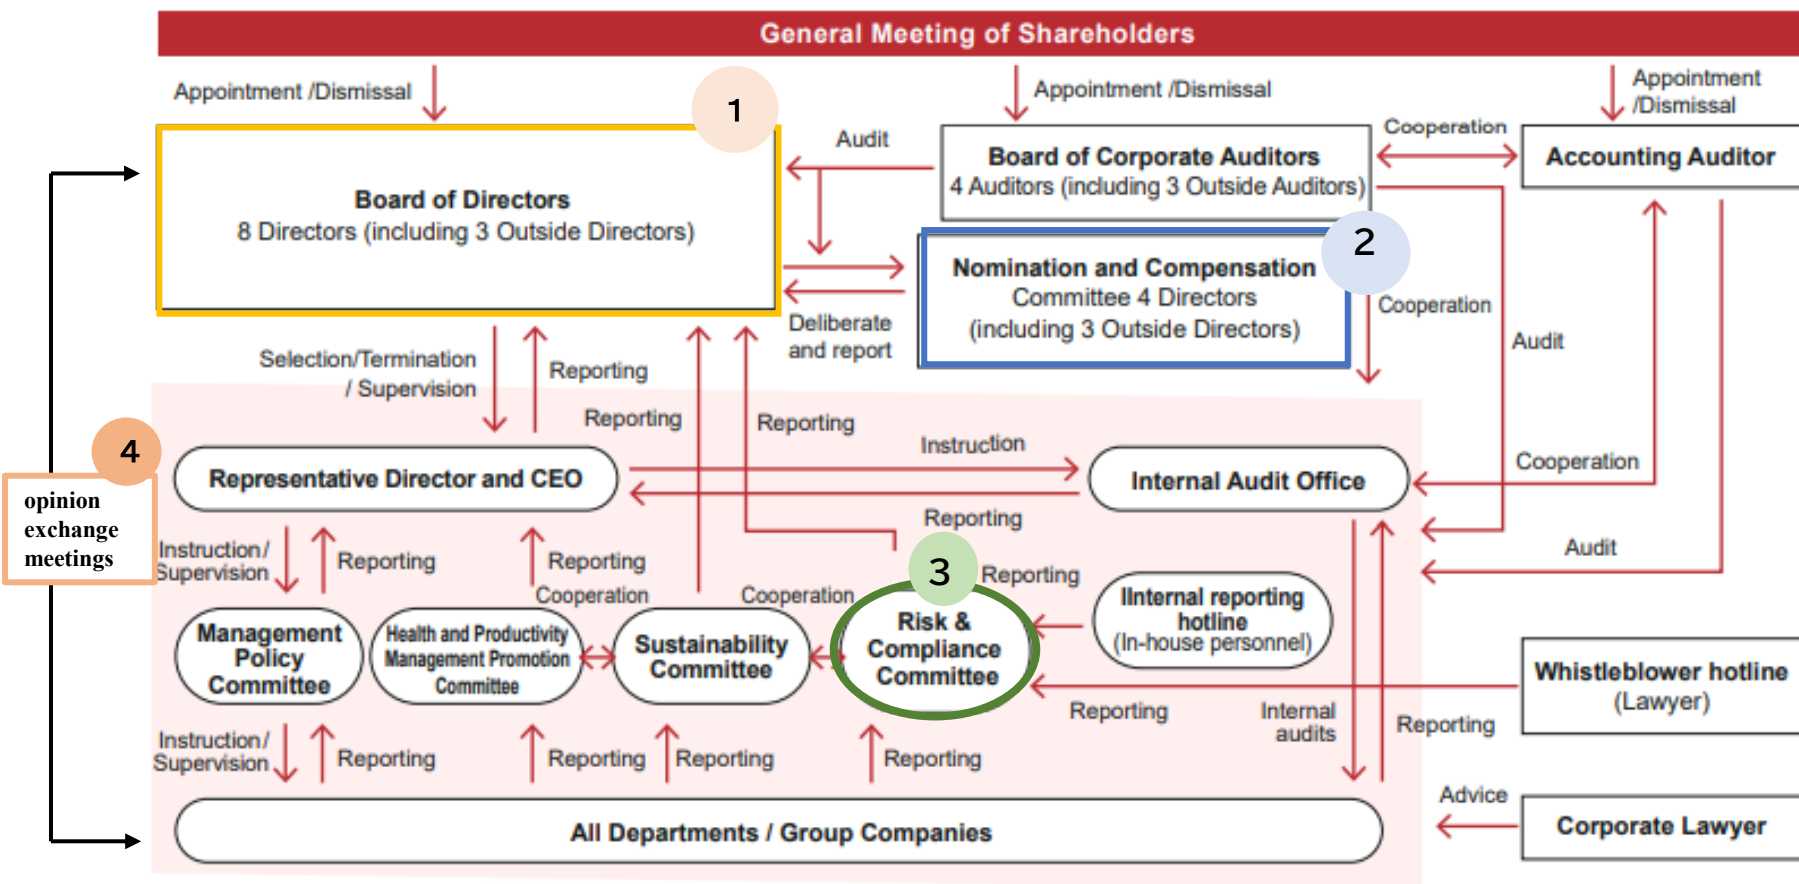 General Meeting of Shareholders
Appointment /Dismissal
Appointment /Dismissal
Appointment
/Dismissal
1
Board of Directors
8 Directors (including 3 Outside Directors)
Audit
Board of Corporate Auditors
4 Auditors (including 3 Outside Auditors)
Cooperation
Accounting Auditor
2
Nomination and Compensation
Committee 4 Directors
(including 3 Outside Directors)
Deliberate
and report
Cooperation
Audit
Selection/Termination
/ Supervision
Reporting
Reporting
Reporting
4
opinion
exchange
meetings
Representative Director and CEO
Instruction
Internal Audit Office
Cooperation
Reporting
Audit
Instruction/
Supervision
Reporting
Reporting
Cooperation
Cooperation
3
Reporting
Management
Policy
Committee
Health and Productivity
Management Promotion
Committee
Sustainability
Committee
Risk &
Compliance
Committee
IInternal reporting
hotline
(In-house personnel)
Whistleblower hotline
(Lawyer)
Reporting
Internal
audits
Reporting
Instruction/
Supervision
Reporting
Reporting
Reporting
Reporting
Advice
Corporate Lawyer
All Departments / Group Companies